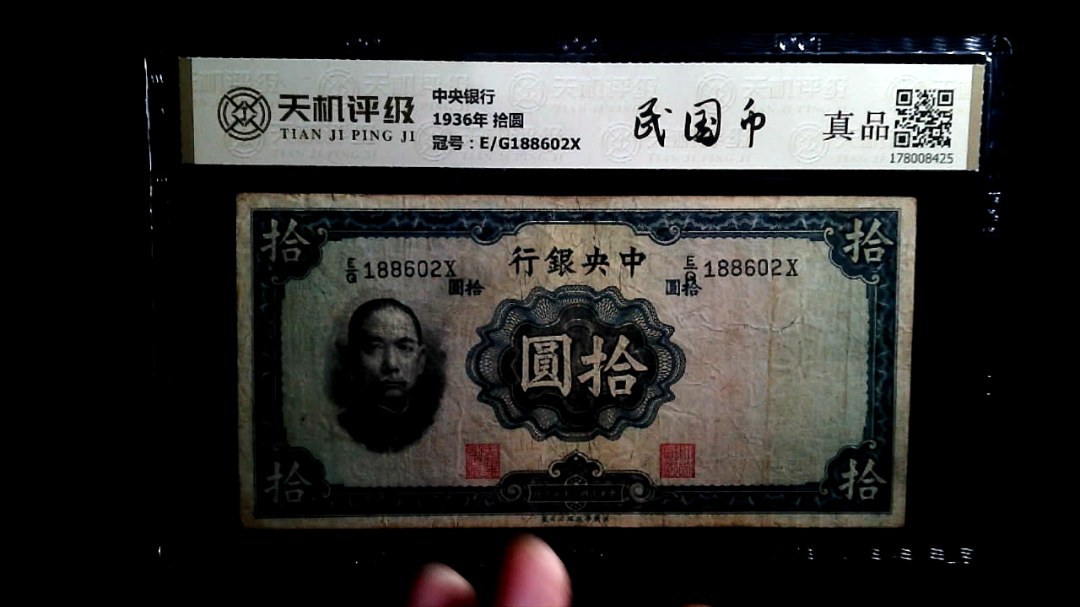 天机评级
TIAN JI PING JI
中央银行
1936年 拾圆
冠号：E/G188602X
民国币
真品
178008425
拾
拾
行銀央中
E/G 188602X
E/G 188602X
圓拾
圓拾
圓拾
拾
拾